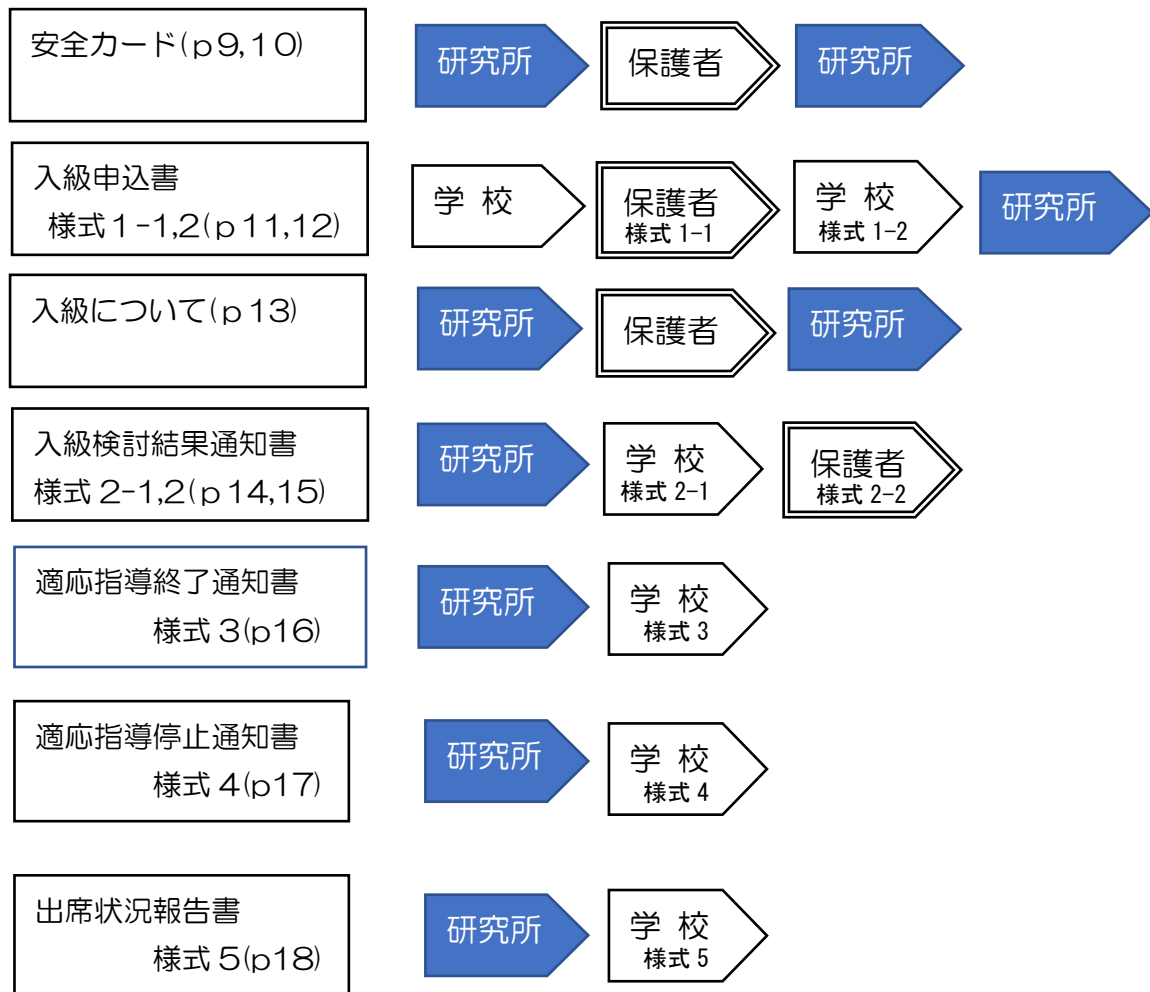 安全カード(p9,10)
研究所
保護者
研究所
入級申込書
様式1-1,2(p11,12)
学 校
保護者
様式 1-1
学 校
様式 1-2
研究所
入級について(p13)
研究所
保護者
研究所
入級検討結果通知書
様式 2-1,2(p14,15)
研究所
学 校
様式 2-1
保護者
様式 2-2
適応指導終了通知書
様式 3(p16)
研究所
学 校
様式 3
適応指導停止通知書
様式 4(p17)
研究所
学 校
様式 4
出席状況報告書
様式 5(p18)
研究所
学 校
様式 5